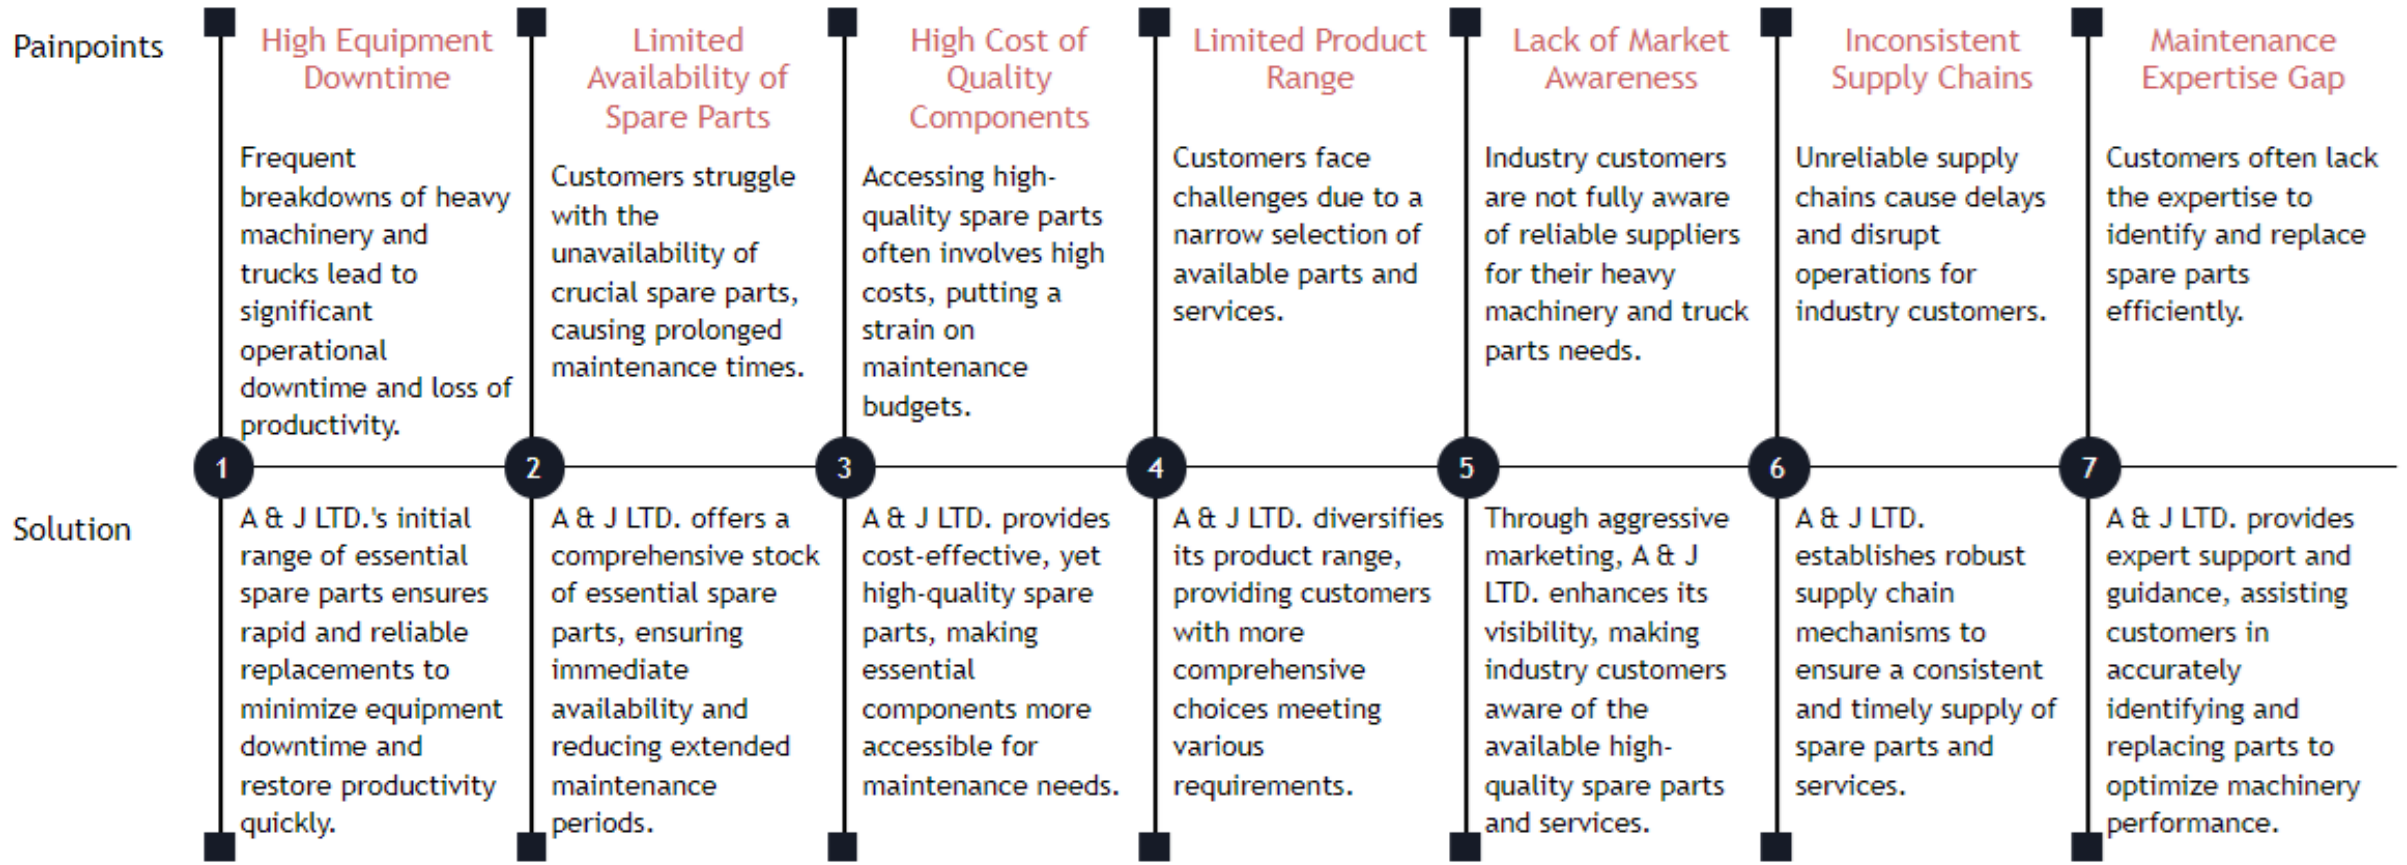 Painpoints
High Equipment
Downtime
Frequent
breakdowns of heavy
machinery and
trucks lead to
significant
operational
downtime and loss of
productivity.
Limited
Availability of
Spare Parts
Customers struggle
with the
unavailability of
crucial spare parts,
causing prolonged
maintenance times.
High Cost of
Quality
Components
Accessing high-
quality spare parts
often involves high
costs, putting a
strain on
maintenance
budgets.
Limited Product
Range
Customers face
challenges due to a
narrow selection of
available parts and
services.
Lack of Market
Awareness
Industry customers
are not fully aware
of reliable suppliers
for their heavy
machinery and truck
parts needs.
Inconsistent
Supply Chains
Unreliable supply
chains cause delays
and disrupt
operations for
industry customers.
Maintenance
Expertise Gap
Customers often lack
the expertise to
identify and replace
spare parts
efficiently.
1
2
3
4
5
6
7
Solution
A & J LTD.'s initial
range of essential
spare parts ensures
rapid and reliable
replacements to
minimize equipment
downtime and
restore productivity
quickly.
A & J LTD. offers a
comprehensive stock
of essential spare
parts, ensuring
immediate
availability and
reducing extended
maintenance
periods.
A & J LTD. provides
cost-effective, yet
high-quality spare
parts, making
essential
components more
accessible for
maintenance needs.
A & J LTD. diversifies
its product range,
providing customers
with more
comprehensive
choices meeting
various
requirements.
Through aggressive
marketing, A & J
LTD. enhances its
visibility, making
industry customers
aware of the
available high-
quality spare parts
and services.
A & J LTD.
establishes robust
supply chain
mechanisms to
ensure a consistent
and timely supply of
spare parts and
services.
A & J LTD. provides
expert support and
guidance, assisting
customers in
accurately
identifying and
replacing parts to
optimize machinery
performance.